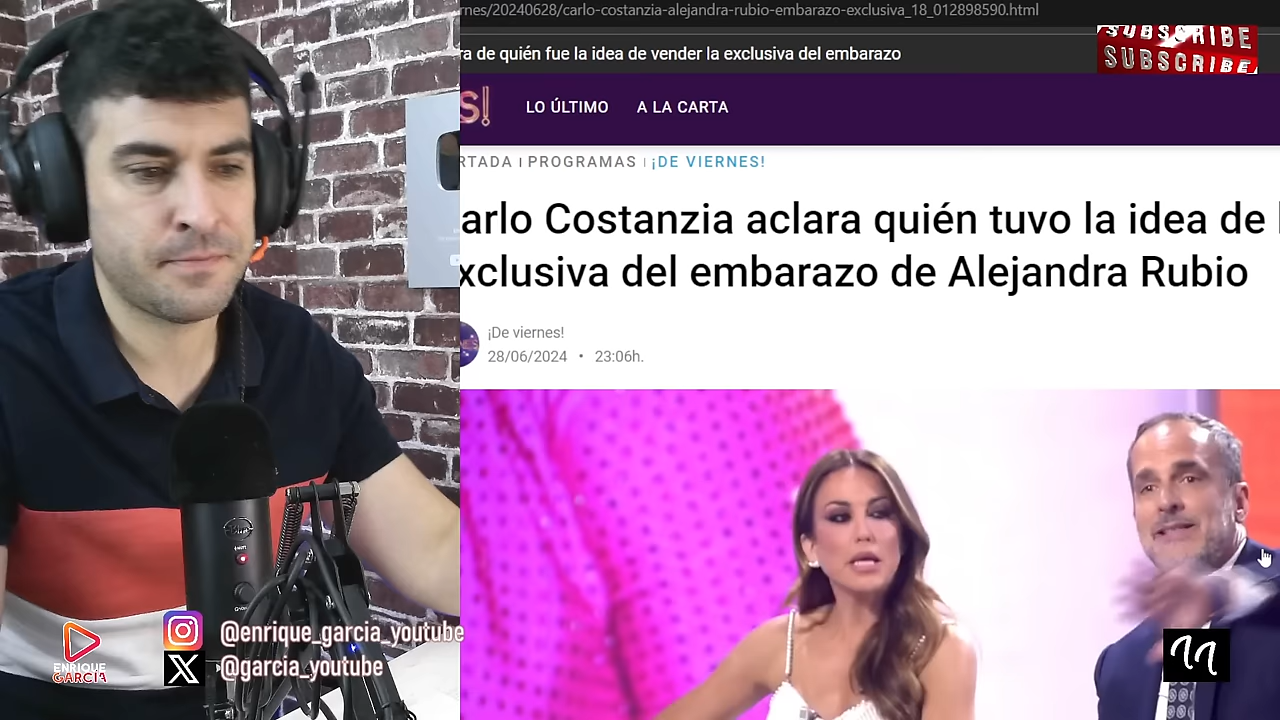 rnes/20240628/carlo-costanzia-alejandra-rubio-embarazo-exclusiva_18_012898590.html
ra de quién fue la idea de vender la exclusiva del embarazo
SUBSCRIBE
SUBSCRIBE
S!
LO ÚLTIMO
A LA CARTA
RTADA | PROGRAMAS | ¡DE VIERNES!
arlo Costanzia aclara quién tuvo la idea de l
xclusiva del embarazo de Alejandra Rubio
¡De viernes!
28/06/2024 • 23:06h.
@enrique_garcia_youtube
@garcia_youtube
ENRIQUE
GARCÍA